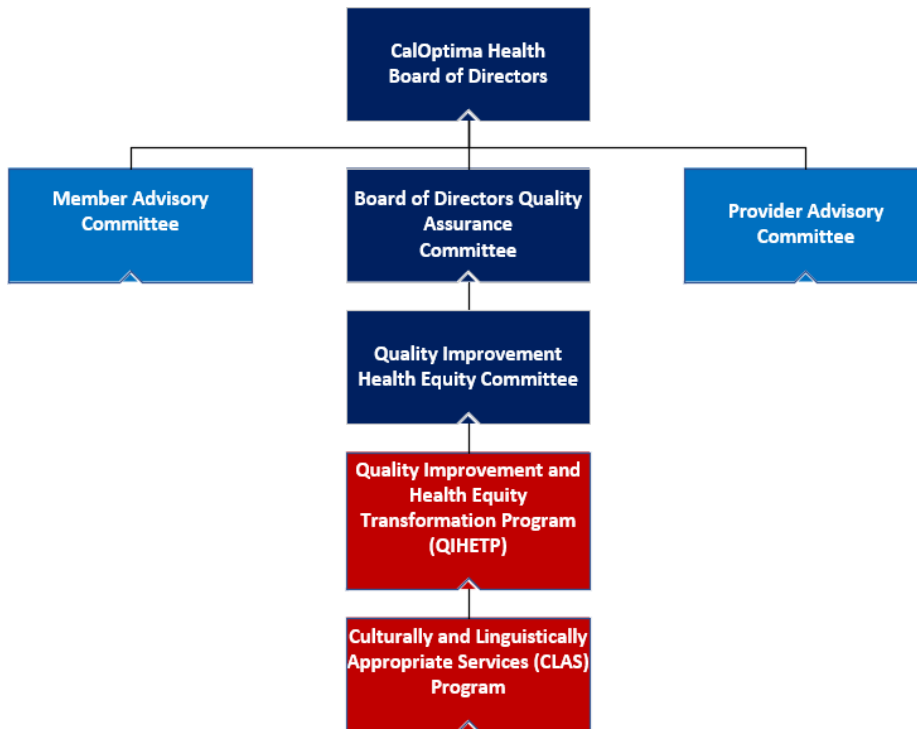 CalOptima Health
Board of Directors
Member Advisory
Committee
Board of Directors Quality
Assurance
Committee
Provider Advisory
Committee
Quality Improvement
Health Equity Committee
Quality Improvement and
Health Equity
Transformation Program
(QIHETP)
Culturally and Linguistically
Appropriate Services (CLAS)
Program